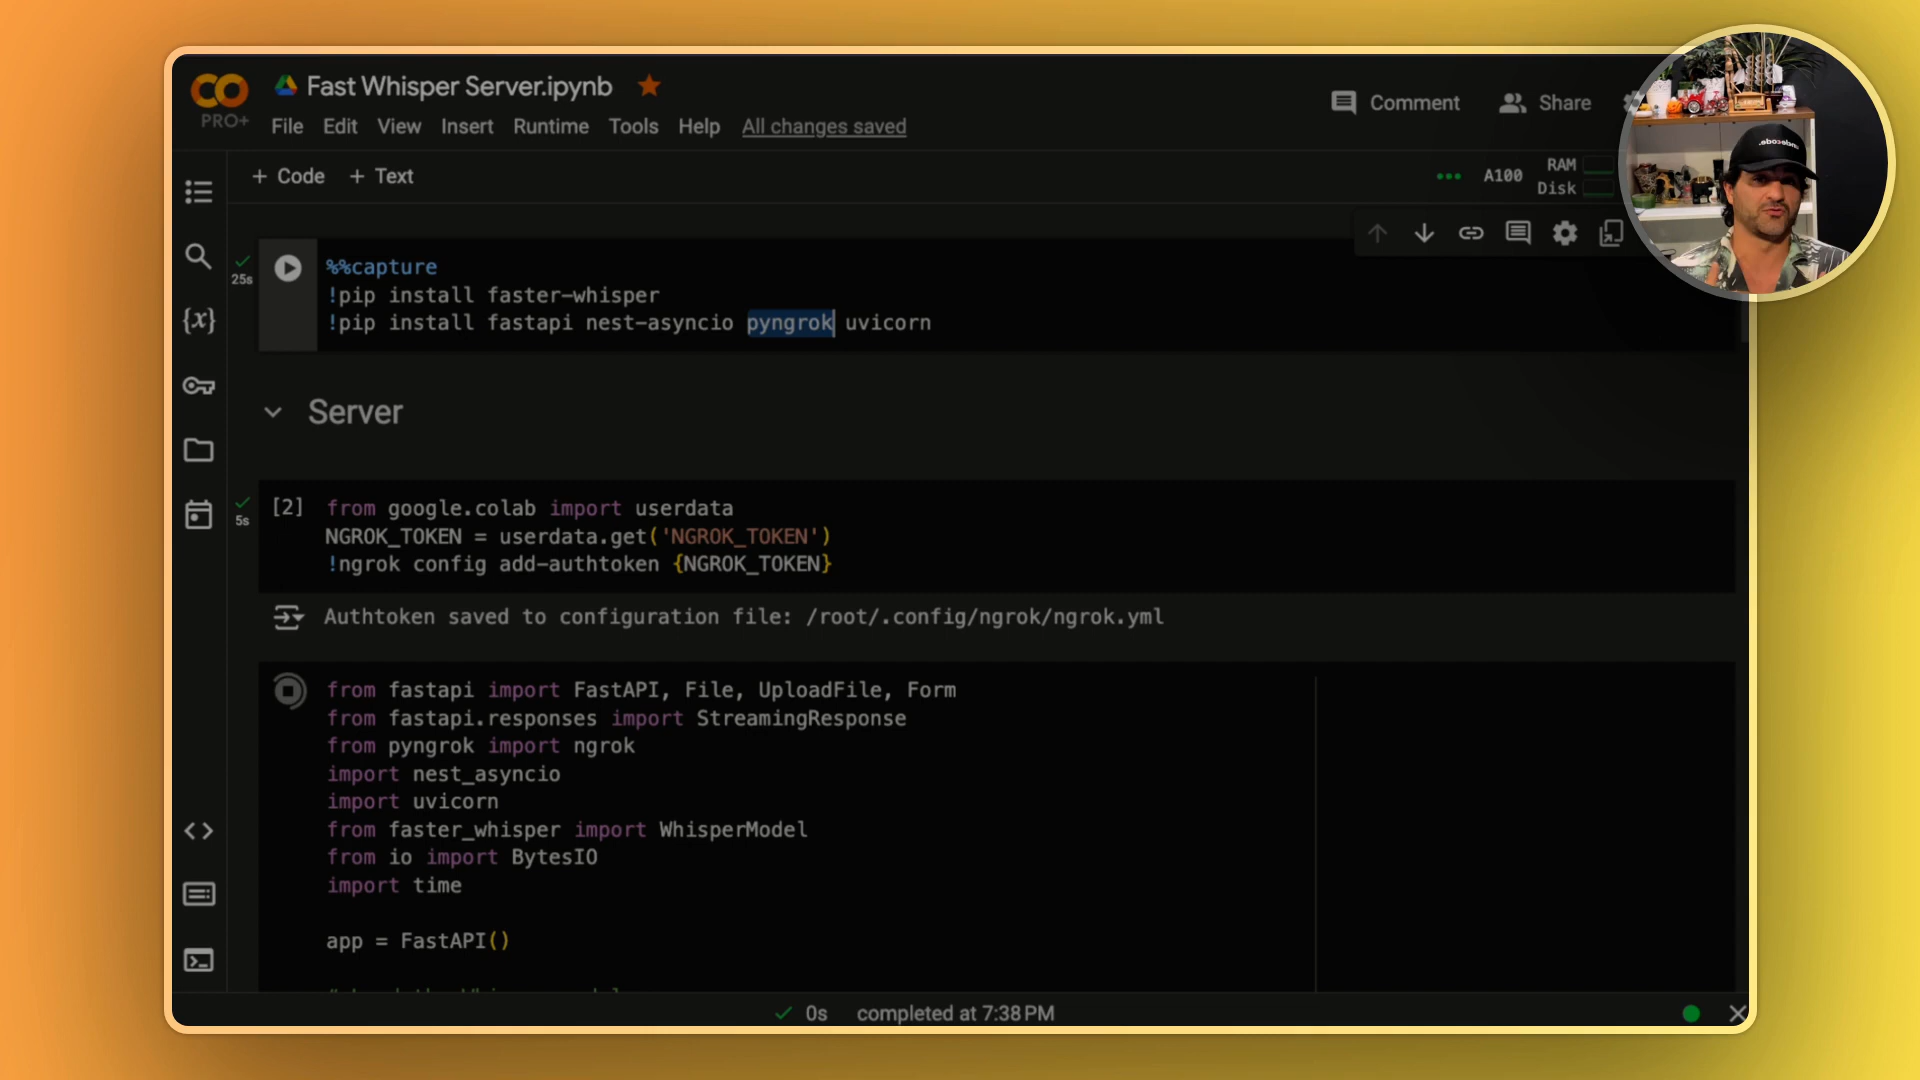 Fast Whisper Server.ipynb
PRO+
File Edit View Insert Runtime Tools Help All changes saved
Comment Share
+ Code + Text
A100
RAM
Disk
25s
%%capture
!pip install faster-whisper
!pip install fastapi nest-asyncio pyngrok uvicorn
{x}
Server
5s
[2]
from google.colab import userdata
NGROK_TOKEN = userdata.get('NGROK_TOKEN')
!ngrok config add-authtoken {NGROK_TOKEN}
Authtoken saved to configuration file: /root/.config/ngrok/ngrok.yml
from fastapi import FastAPI, File, UploadFile, Form
from fastapi.responses import StreamingResponse
from pyngrok import ngrok
import nest_asyncio
import uvicorn
from faster_whisper import WhisperModel
from io import BytesIO
import time
app = FastAPI()
0s completed at 7:38 PM